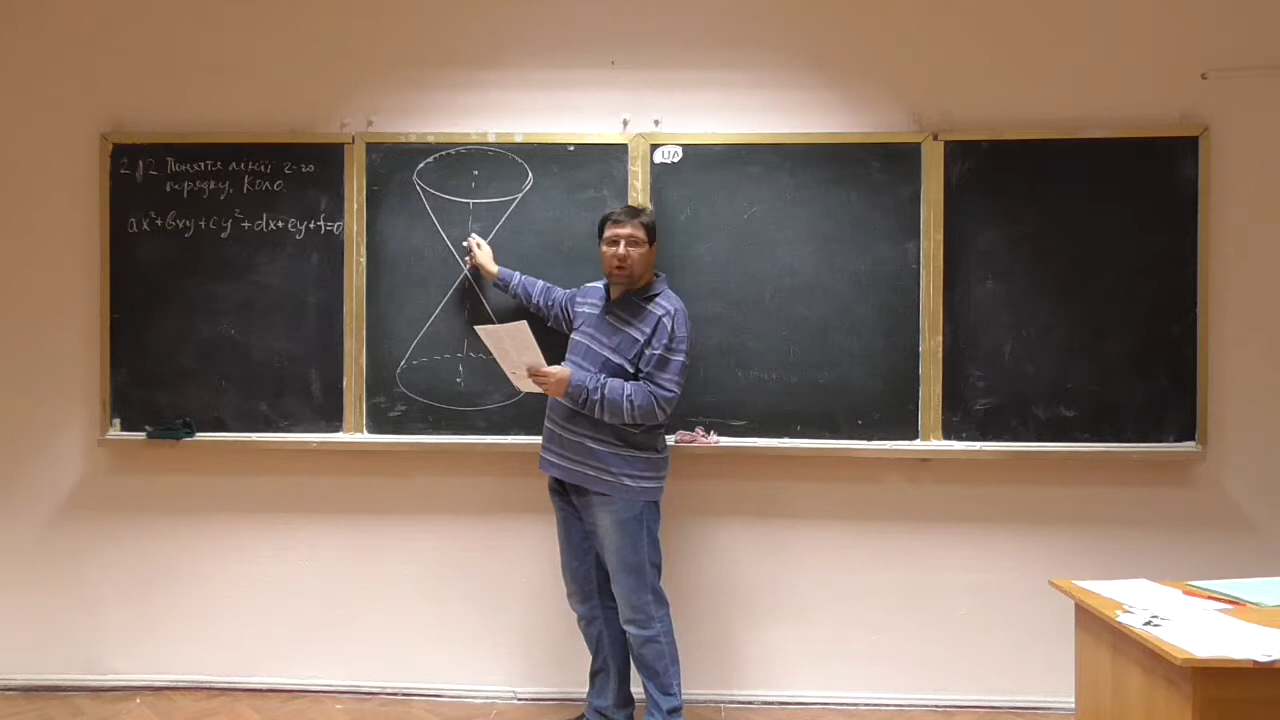 2.2 Поняття лінії 2-го
порядку. Коло.
ax²+bxy+cy²+dx+ey+f=0
UA